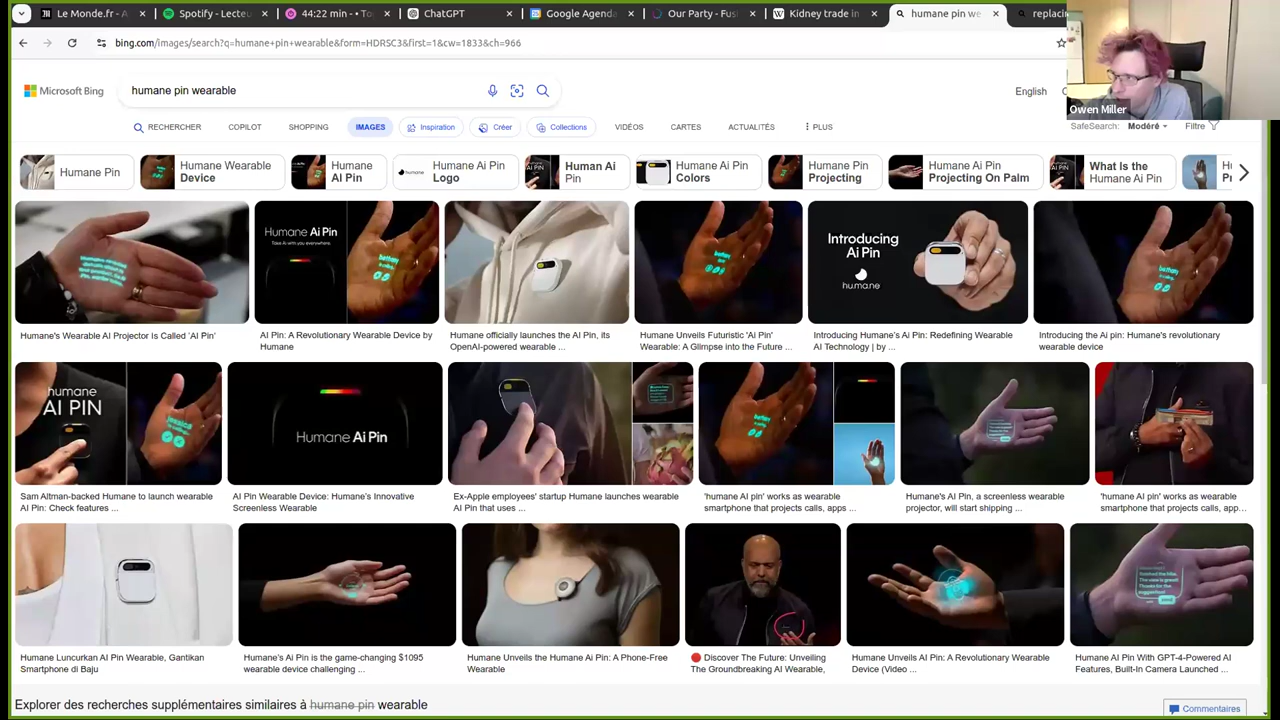 Le Monde.fr - A
Spotify - Lecteu
44:22 min - • To
ChatGPT
Google Agenda
Our Party - Fus
Kidney trade in
humane pin we
replacin
bing.com/images/search?q=humane+pin+wearable&form=HDRSC3&first=1&cw=1833&ch=966
Owen Miller
Microsoft Bing
humane pin wearable
English
RECHERCHER
COPILOT
SHOPPING
IMAGES
Inspiration
Créer
Collections
VIDÉOS
CARTES
ACTUALITÉS
PLUS
SafeSearch: Modéré
Filtre
Humane Pin
Humane Wearable
Device
Humane
AI Pin
Humane Ai Pin
Logo
Human Ai
Pin
Humane Ai Pin
Colors
Humane Pin
Projecting
Humane Ai Pin
Projecting On Palm
What Is the
Humane Ai Pin
Humane Ai Pin
Take AI with you everywhere.
bethany
Introducing
Ai Pin
hu.ma.ne
Humane's Wearable AI Projector Is Called 'AI Pin'
AI Pin: A Revolutionary Wearable Device by
Humane
Humane officially launches the AI Pin, its
OpenAI-powered wearable ...
Humane Unveils Futuristic 'AI Pin'
Wearable: A Glimpse into the Future ...
Introducing Humane's Ai Pin: Redefining Wearable
AI Technology | by ...
Introducing the Ai pin: Humane's revolutionary
wearable device
humane
AI PIN
jessica
Humane Ai Pin
Sam Altman-backed Humane to launch wearable
AI Pin: Check features ...
AI Pin Wearable Device: Humane's Innovative
Screenless Wearable
Ex-Apple employees' startup Humane launches wearable
AI Pin that uses ...
'humane AI pin' works as wearable
smartphone that projects calls, apps ...
Humane's AI Pin, a screenless wearable
projector, will start shipping ...
'humane AI pin' works as wearable
smartphone that projects calls, app...
Humane Luncurkan AI Pin Wearable, Gantikan
Smartphone di Baju
Humane's Ai Pin is the game-changing $1095
wearable device challenging ...
Humane Unveils the Humane Ai Pin: A Phone-Free
Wearable
Discover The Future: Unveiling
The Groundbreaking AI Wearable,
Humane Unveils AI Pin: A Revolutionary Wearable
Device (Video ...
Humane AI Pin With GPT-4-Powered AI
Features, Built-In Camera Launched ...
Explorer des recherches supplémentaires similaires à humane pin wearable
Commentaires